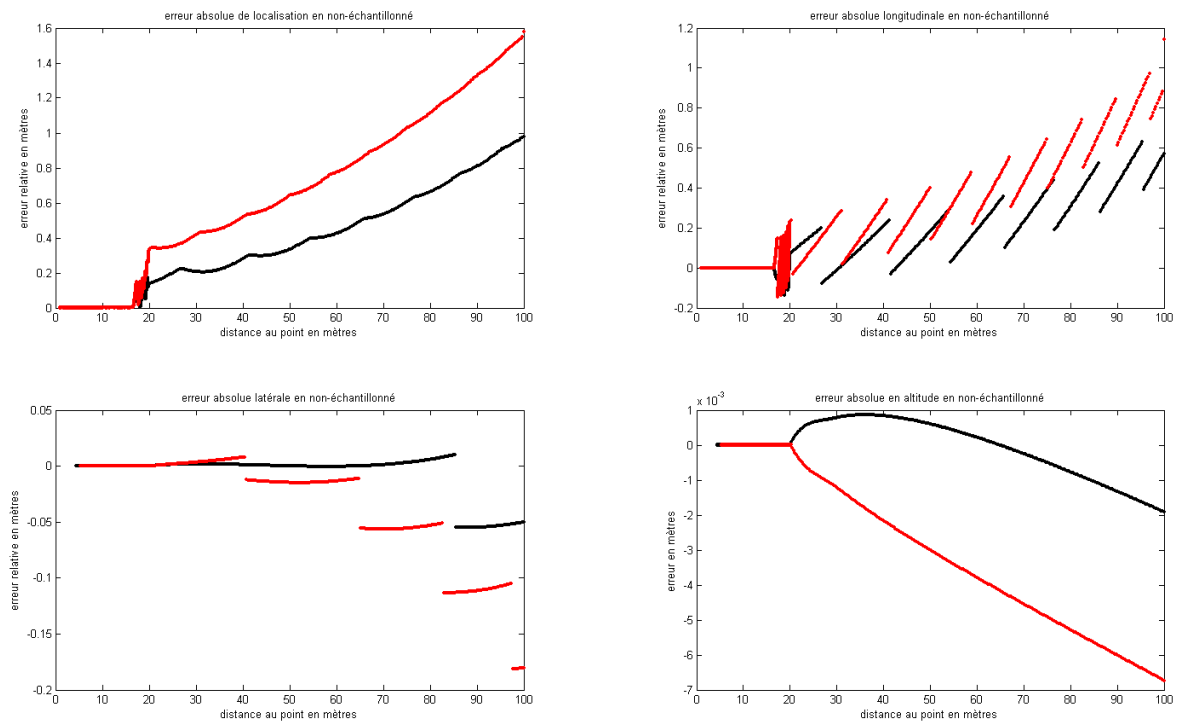 erreur absolue de localisation en non-échantillonné
1.6
1.4
1.2
1
0.8
0.6
0.4
0.2
0
erreur relative en mètres
0 10 20 30 40 50 60 70 80 90 100
distance au point en mètres
erreur absolue longitudinale en non-échantillonné
1.2
1
0.8
0.6
0.4
0.2
0
-0.2
erreur relative en mètres
0 10 20 30 40 50 60 70 80 90 100
distance au point en mètres
erreur absolue latérale en non-échantillonné
0.05
0
-0.05
-0.1
-0.15
-0.2
erreur relative en mètres
0 10 20 30 40 50 60 70 80 90 100
distance au point en mètres
erreur absolue en altitude en non-échantillonné
x 10-3
1
0
-1
-2
-3
-4
-5
-6
-7
erreur en mètres
0 10 20 30 40 50 60 70 80 90 100
distance au point en mètres